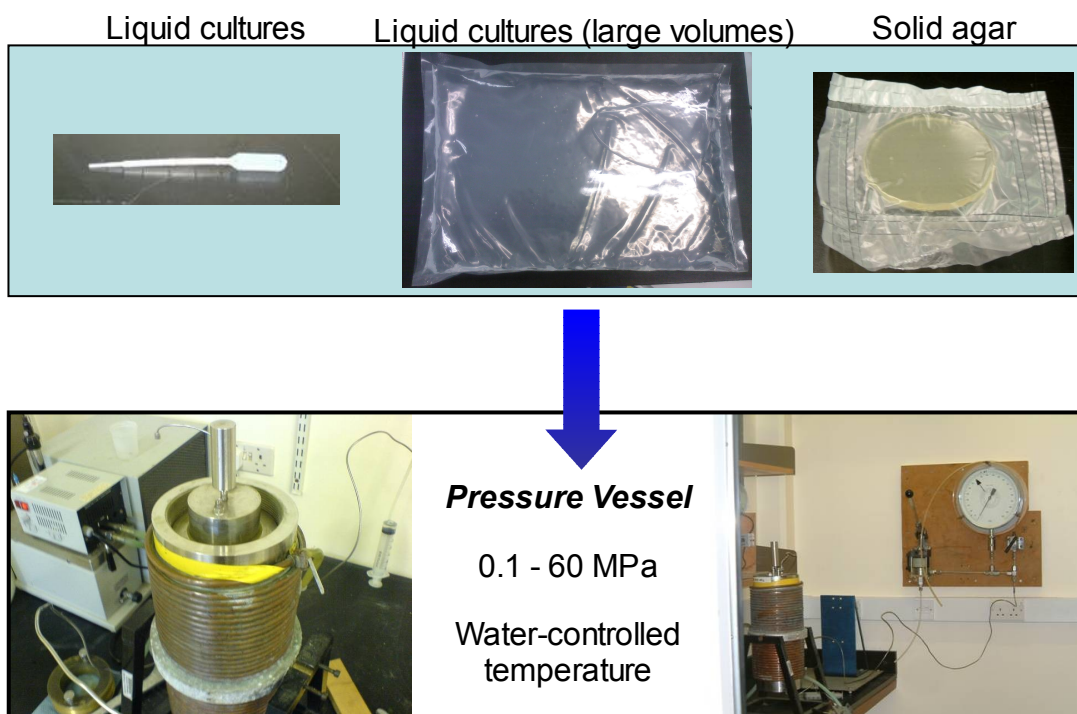 Liquid cultures
Liquid cultures (large volumes)
Solid agar
Pressure Vessel
0.1 - 60 MPa
Water-controlled
temperature